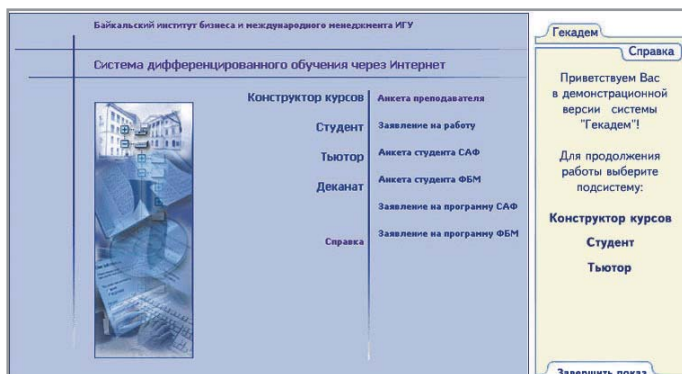 Байкальский институт бизнеса и международного менеджмента ИГУ
Система дифференцированного обучения через Интернет
Конструктор курсов
Студент
Тьютор
Деканат
Справка
Анкета преподавателя
Заявление на работу
Анкета студента САФ
Анкета студента ФБМ
Заявление на программу САФ
Заявление на программу ФБМ
Гекадем
Справка
Приветствуем Вас
в демонстрационной
версии системы
"Гекадем"!
Для продолжения
работы выберите
подсистему:
Конструктор курсов
Студент
Тьютор
Завершить показ